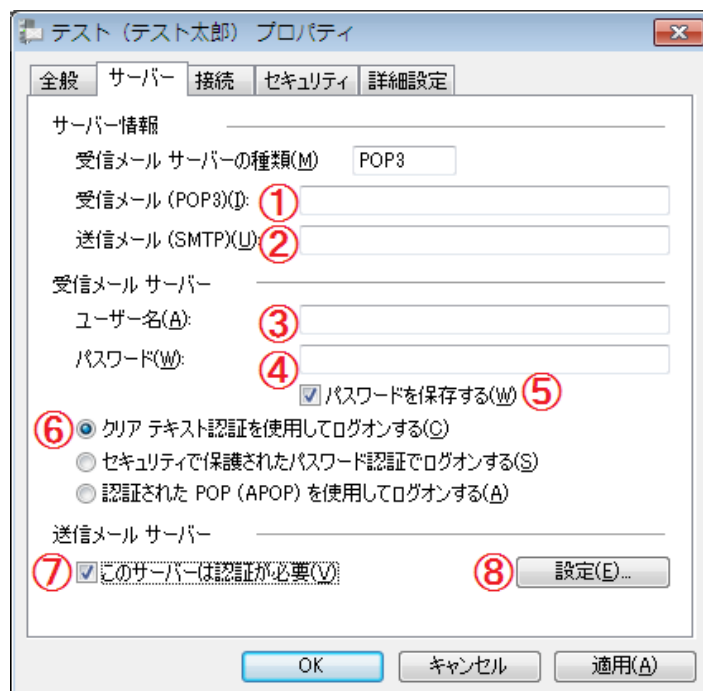 テスト（テスト太郎） プロパティ
全般 サーバー 接続 セキュリティ 詳細設定
サーバー情報
受信メール サーバーの種類(M) POP3
受信メール (POP3)(I): ①
送信メール (SMTP)(U): ②
受信メール サーバー
ユーザー名(A): ③
パスワード(W): ④
パスワードを保存する(W) ⑤
⑥ クリア テキスト認証を使用してログオンする(C)
セキュリティで保護されたパスワード認証でログオンする(S)
認証された POP (APOP) を使用してログオンする(A)
送信メール サーバー
⑦ このサーバーは認証が必要(V) ⑧ 設定(E)...
OK キャンセル 適用(A)